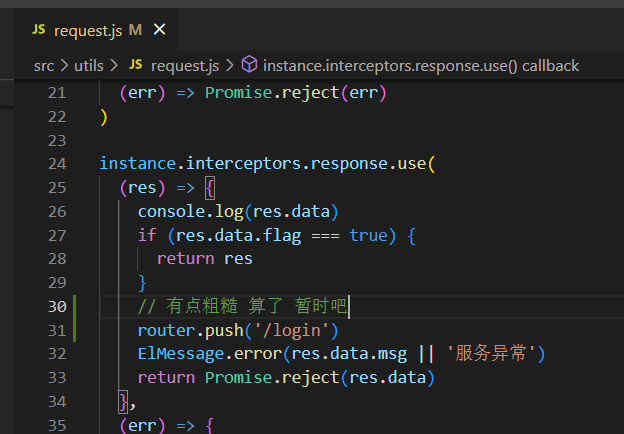 JS request.js M ×
src > utils > JS request.js > instance.interceptors.response.use() callback
21 (err) => Promise.reject(err)
22 )
23
24 instance.interceptors.response.use(
25 (res) => {
26 console.log(res.data)
27 if (res.data.flag === true) {
28 return res
29 }
30 // 有点粗糙 算了 暂时吧
31 router.push('/login')
32 ElMessage.error(res.data.msg || '服务异常')
33 return Promise.reject(res.data)
34 },
35 (err) => {